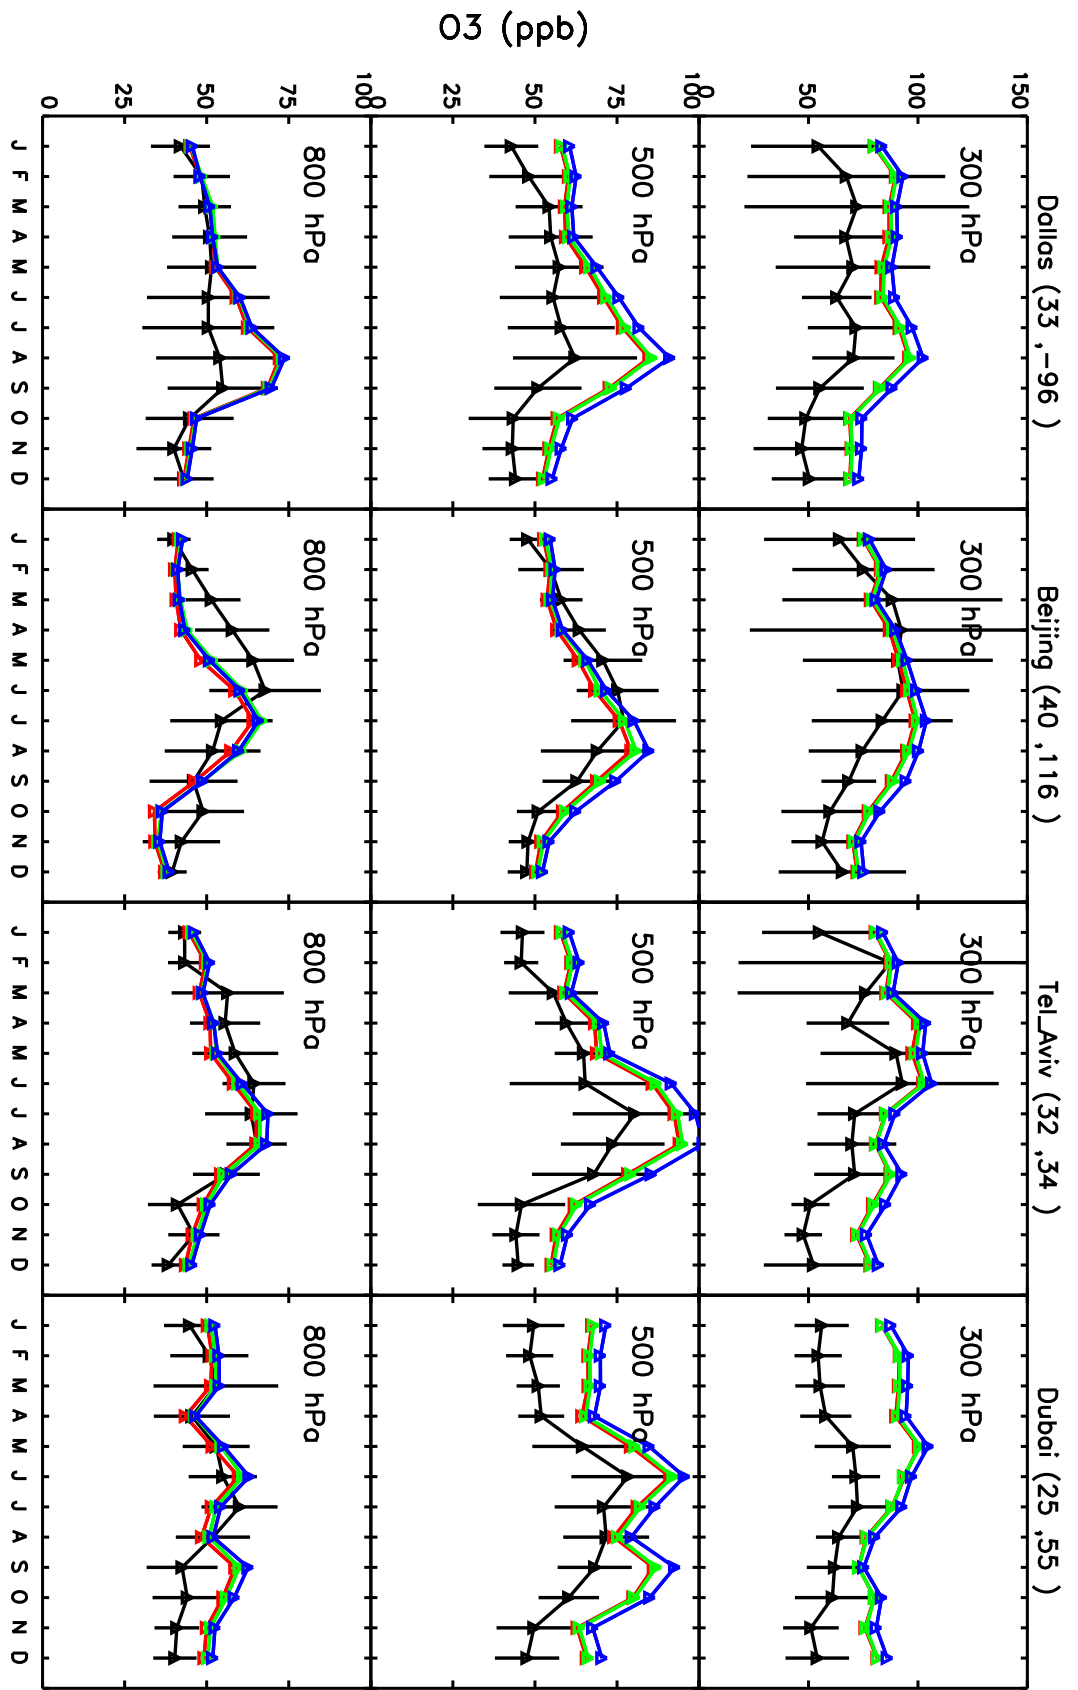 Dallas (33 ,-96 )
Beijing (40 ,116 )
Tel_Aviv (32 ,34 )
Dubai (25 ,55 )
O3 (ppb)
150
100
50
0
300 hPa
300 hPa
300 hPa
300 hPa
100
75
50
25
0
500 hPa
500 hPa
500 hPa
500 hPa
100
75
50
25
0
800 hPa
800 hPa
800 hPa
800 hPa
J F M A M J J A S O N D
J F M A M J J A S O N D
J F M A M J J A S O N D
J F M A M J J A S O N D